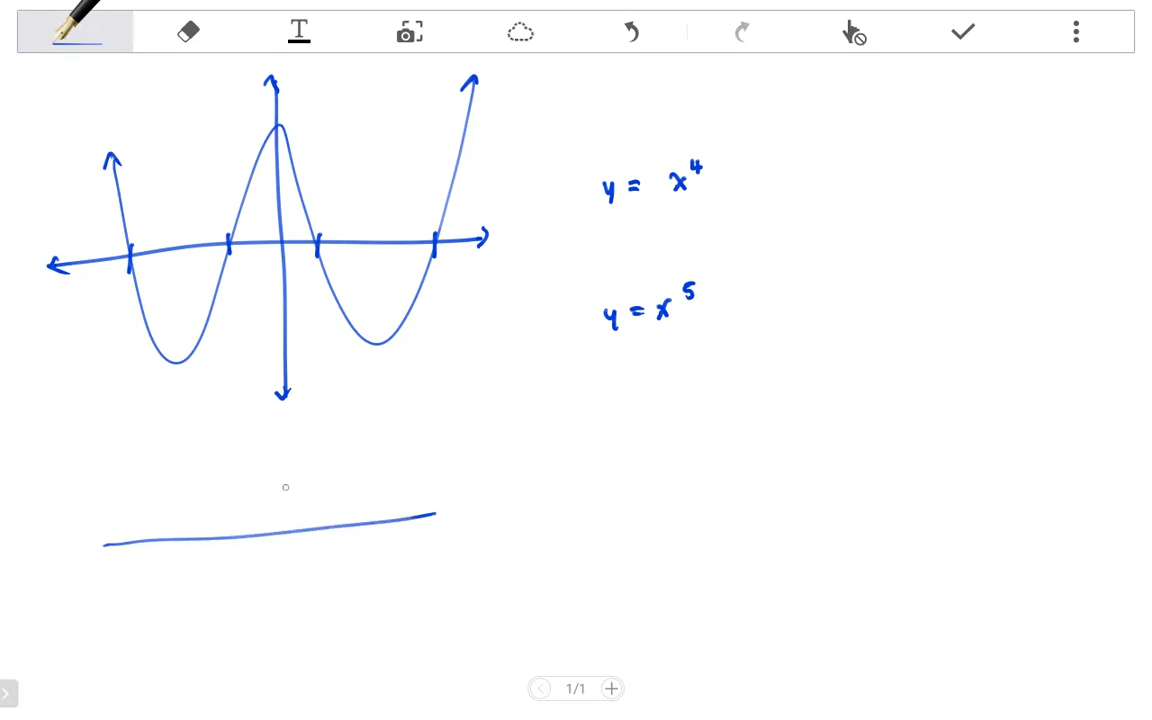 T
y = x⁴
y = x⁵
1/1